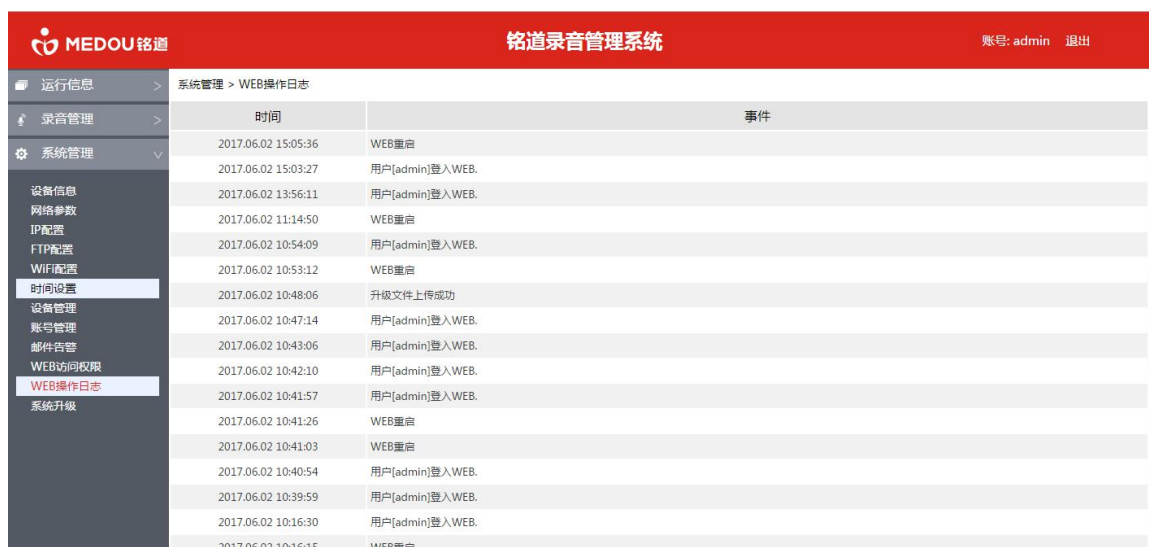 MEDOU铭道
铭道录音管理系统
账号: admin 退出
运行信息 >
录音管理 >
系统管理
设备信息
网络参数
IP配置
FTP配置
WiFi配置
时间设置
设备管理
账号管理
邮件告警
WEB访问权限
WEB操作日志
系统升级
系统管理 > WEB操作日志
时间 事件
2017.06.02 15:05:36 WEB重启
2017.06.02 15:03:27 用户[admin]登入WEB.
2017.06.02 13:56:11 用户[admin]登入WEB.
2017.06.02 11:14:50 WEB重启
2017.06.02 10:54:09 用户[admin]登入WEB.
2017.06.02 10:53:12 WEB重启
2017.06.02 10:48:06 升级文件上传成功
2017.06.02 10:47:14 用户[admin]登入WEB.
2017.06.02 10:43:06 用户[admin]登入WEB.
2017.06.02 10:42:10 用户[admin]登入WEB.
2017.06.02 10:41:57 用户[admin]登入WEB.
2017.06.02 10:41:26 WEB重启
2017.06.02 10:41:03 WEB重启
2017.06.02 10:40:54 用户[admin]登入WEB.
2017.06.02 10:39:59 用户[admin]登入WEB.
2017.06.02 10:16:30 用户[admin]登入WEB.
2017.06.02 10:16:15 WEB重启